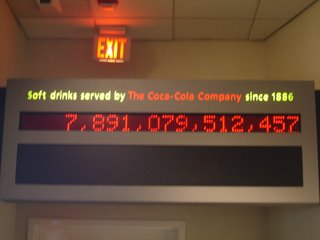 EXIT
Soft drinks served by The Coca-Cola Company since 1886
7,891,079,512,457